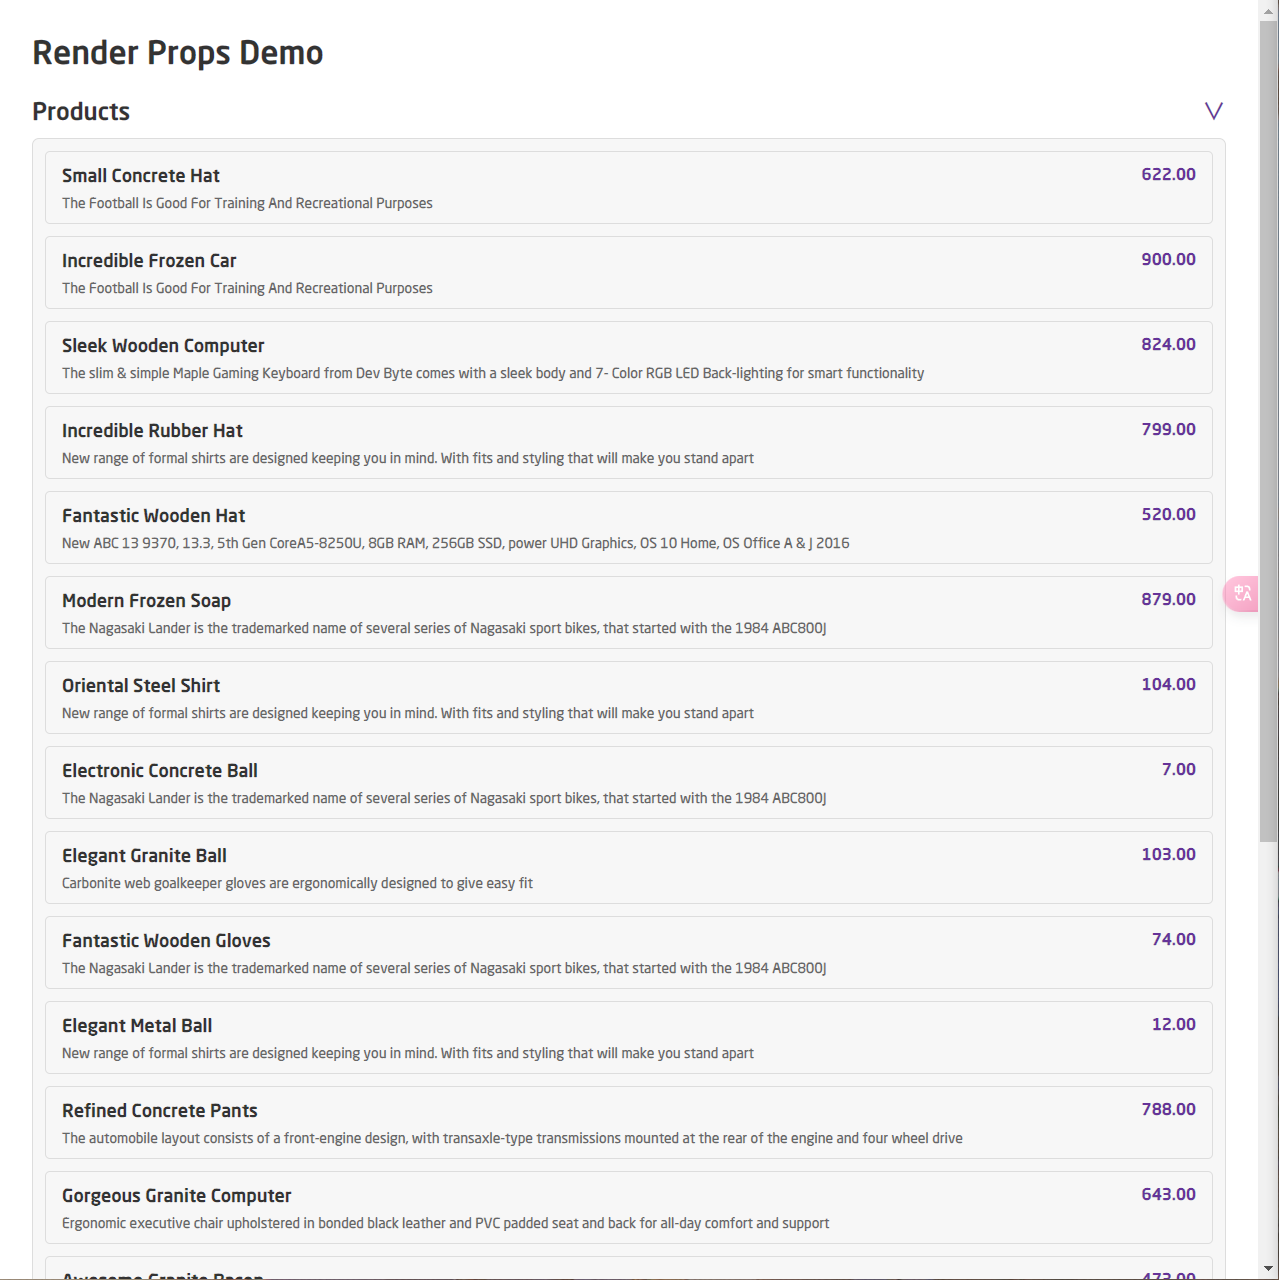 Render Props Demo
Products
Small Concrete Hat 622.00
The Football Is Good For Training And Recreational Purposes
Incredible Frozen Car 900.00
The Football Is Good For Training And Recreational Purposes
Sleek Wooden Computer 824.00
The slim & simple Maple Gaming Keyboard from Dev Byte comes with a sleek body and 7- Color RGB LED Back-lighting for smart functionality
Incredible Rubber Hat 799.00
New range of formal shirts are designed keeping you in mind. With fits and styling that will make you stand apart
Fantastic Wooden Hat 520.00
New ABC 13 9370, 13.3, 5th Gen CoreA5-8250U, 8GB RAM, 256GB SSD, power UHD Graphics, OS 10 Home, OS Office A & J 2016
Modern Frozen Soap 879.00
The Nagasaki Lander is the trademarked name of several series of Nagasaki sport bikes, that started with the 1984 ABC800J
Oriental Steel Shirt 104.00
New range of formal shirts are designed keeping you in mind. With fits and styling that will make you stand apart
Electronic Concrete Ball 7.00
The Nagasaki Lander is the trademarked name of several series of Nagasaki sport bikes, that started with the 1984 ABC800J
Elegant Granite Ball 103.00
Carbonite web goalkeeper gloves are ergonomically designed to give easy fit
Fantastic Wooden Gloves 74.00
The Nagasaki Lander is the trademarked name of several series of Nagasaki sport bikes, that started with the 1984 ABC800J
Elegant Metal Ball 12.00
New range of formal shirts are designed keeping you in mind. With fits and styling that will make you stand apart
Refined Concrete Pants 788.00
The automobile layout consists of a front-engine design, with transaxle-type transmissions mounted at the rear of the engine and four wheel drive
Gorgeous Granite Computer 643.00
Ergonomic executive chair upholstered in bonded black leather and PVC padded seat and back for all-day comfort and support
Awesome Granite Bacon 473.00